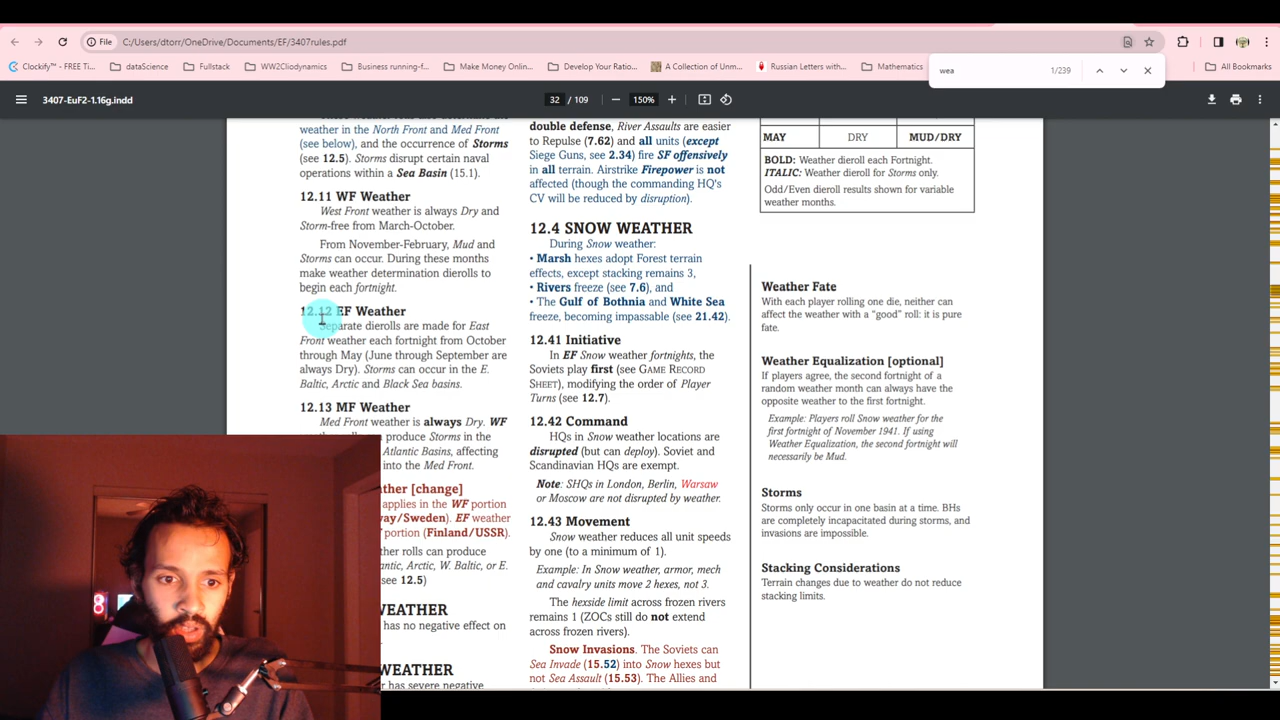 File
C:/Users/dtorr/OneDrive/Documents/EF/3407rules.pdf
Clockify™ - FREE Ti...
dataScience
Fullstack
WW2Cliodynamics
Business running-f...
Make Money Onlin...
Develop Your Ratio...
A Collection of Unm...
Russian Letters with...
Mathematics
All Bookmarks
wea
1/239
3407-EuF2-1.16g.indd
32 / 109
150%
weather in the North Front and Med Front
(see below), and the occurrence of Storms
(see 12.5). Storms disrupt certain naval
operations within a Sea Basin (15.1).
12.11 WF Weather
West Front weather is always Dry and
Storm-free from March-October.
From November-February, Mud and
Storms can occur. During these months
make weather determination dierolls to
begin each fortnight.
12.12 EF Weather
Separate dierolls are made for East
Front weather each fortnight from October
through May (June through September are
always Dry). Storms can occur in the E.
Baltic, Arctic and Black Sea basins.
12.13 MF Weather
Med Front weather is always Dry. WF
produce Storms in the
Atlantic Basins, affecting
into the Med Front.
ther [change]
applies in the WF portion
way/Sweden). EF weather
portion (Finland/USSR).
ther rolls can produce
antic, Arctic, W. Baltic, or E.
see 12.5)
WEATHER
has no negative effect on
WEATHER
er has severe negative
double defense, River Assaults are easier
to Repulse (7.62) and all units (except
Siege Guns, see 2.34) fire SF offensively
in all terrain. Airstrike Firepower is not
affected (though the commanding HQ's
CV will be reduced by disruption).
12.4 SNOW WEATHER
During Snow weather:
• Marsh hexes adopt Forest terrain
effects, except stacking remains 3,
• Rivers freeze (see 7.6), and
• The Gulf of Bothnia and White Sea
freeze, becoming impassable (see 21.42).
12.41 Initiative
In EF Snow weather fortnights, the
Soviets play first (see GAME RECORD
SHEET), modifying the order of Player
Turns (see 12.7).
12.42 Command
HQs in Snow weather locations are
disrupted (but can deploy). Soviet and
Scandinavian HQs are exempt.
Note: SHQs in London, Berlin, Warsaw
or Moscow are not disrupted by weather.
12.43 Movement
Snow weather reduces all unit speeds
by one (to a minimum of 1).
Example: In Snow weather, armor, mech
and cavalry units move 2 hexes, not 3.
The hexside limit across frozen rivers
remains 1 (ZOCs still do not extend
across frozen rivers).
Snow Invasions. The Soviets can
Sea Invade (15.52) into Snow hexes but
not Sea Assault (15.53). The Allies and
MAY DRY MUD/DRY
BOLD: Weather dieroll each Fortnight.
ITALIC: Weather dieroll for Storms only.
Odd/Even dieroll results shown for variable
weather months.
Weather Fate
With each player rolling one die, neither can
affect the weather with a “good” roll: it is pure
fate.
Weather Equalization [optional]
If players agree, the second fortnight of a
random weather month can always have the
opposite weather to the first fortnight.
Example: Players roll Snow weather for the
first fortnight of November 1941. If using
Weather Equalization, the second fortnight will
necessarily be Mud.
Storms
Storms only occur in one basin at a time. BHs
are completely incapacitated during storms, and
invasions are impossible.
Stacking Considerations
Terrain changes due to weather do not reduce
stacking limits.